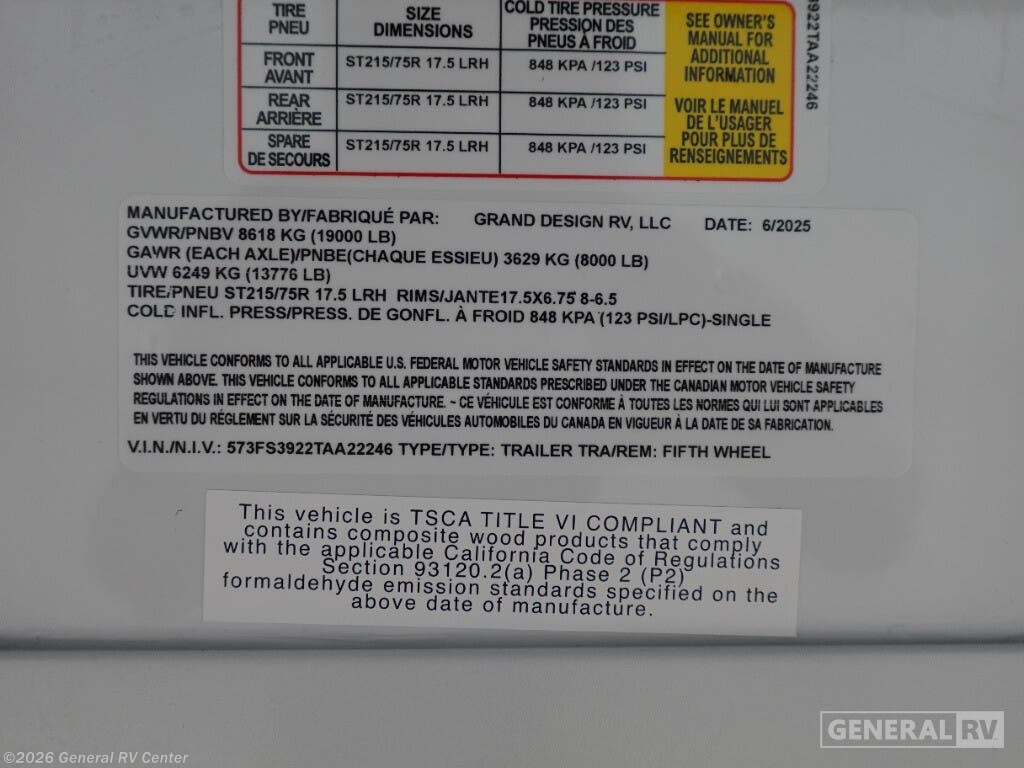 TIRE SIZE COLD TIRE PRESSURE
PNEU DIMENSIONS PRESSION DES
PNEUS À FROID
FRONT ST215/75R 17.5 LRH 848 KPA /123 PSI
AVANT
REAR ST215/75R 17.5 LRH 848 KPA /123 PSI
ARRIÈRE
SPARE ST215/75R 17.5 LRH 848 KPA /123 PSI
DE SECOURS
SEE OWNER'S
MANUAL FOR
ADDITIONAL
INFORMATION
VOIR LE MANUEL
DE L'USAGER
POUR PLUS DE
RENSEIGNEMENTS
922TAA22246
MANUFACTURED BY/FABRIQUÉ PAR: GRAND DESIGN RV, LLC DATE: 6/2025
GVWR/PNBV 8618 KG (19000 LB)
GAWR (EACH AXLE)/PNBE(CHAQUE ESSIEU) 3629 KG (8000 LB)
UVW 6249 KG (13776 LB)
TIRE/PNEU ST215/75R 17.5 LRH RIMS/JANTE17.5X6.75 8-6.5
COLD INFL. PRESS/PRESS. DE GONFL. À FROID 848 KPA (123 PSI/LPC)-SINGLE
THIS VEHICLE CONFORMS TO ALL APPLICABLE U.S. FEDERAL MOTOR VEHICLE SAFETY STANDARDS IN EFFECT ON THE DATE OF MANUFACTURE
SHOWN ABOVE. THIS VEHICLE CONFORMS TO ALL APPLICABLE STANDARDS PRESCRIBED UNDER THE CANADIAN MOTOR VEHICLE SAFETY
REGULATIONS IN EFFECT ON THE DATE OF MANUFACTURE. ~ CE VÉHICULE EST CONFORME À TOUTES LES NORMES QUI LUI SONT APPLICABLES
EN VERTU DU RÉGLEMENT SUR LA SÉCURITÉ DES VÉHICULES AUTOMOBILES DU CANADA EN VIGUEUR À LA DATE DE SA FABRICATION.
V.I.N./N.I.V.: 573FS3922TAA22246 TYPE/TYPE: TRAILER TRA/REM: FIFTH WHEEL
This vehicle is TSCA TITLE VI COMPLIANT and
contains composite wood products that comply
with the applicable California Code of Regulations
Section 93120.2(a) Phase 2 (P2)
formaldehyde emission standards specified on the
above date of manufacture.
GENERAL RV
©2026 General RV Center